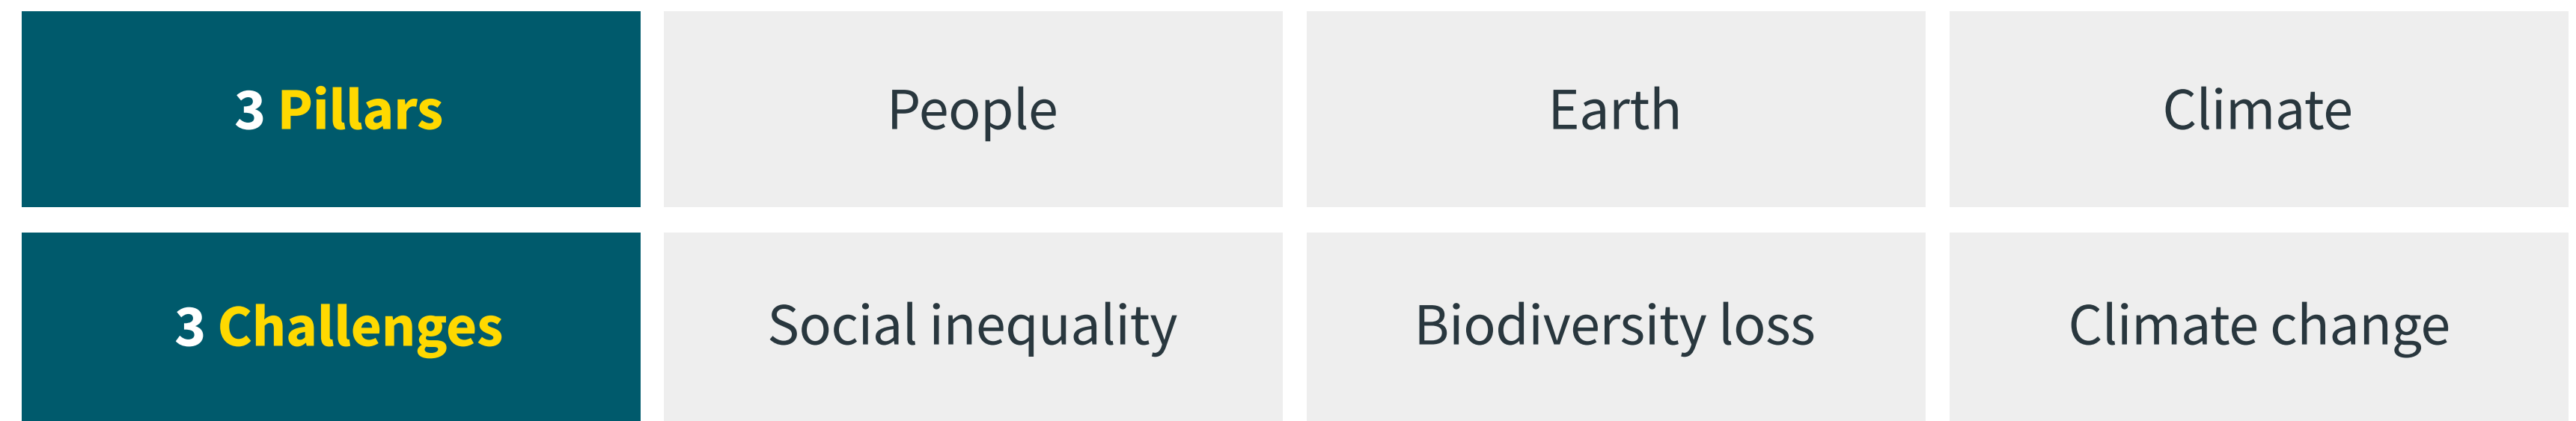 3 Pillars
People
Earth
Climate
3 Challenges
Social inequality
Biodiversity loss
Climate change